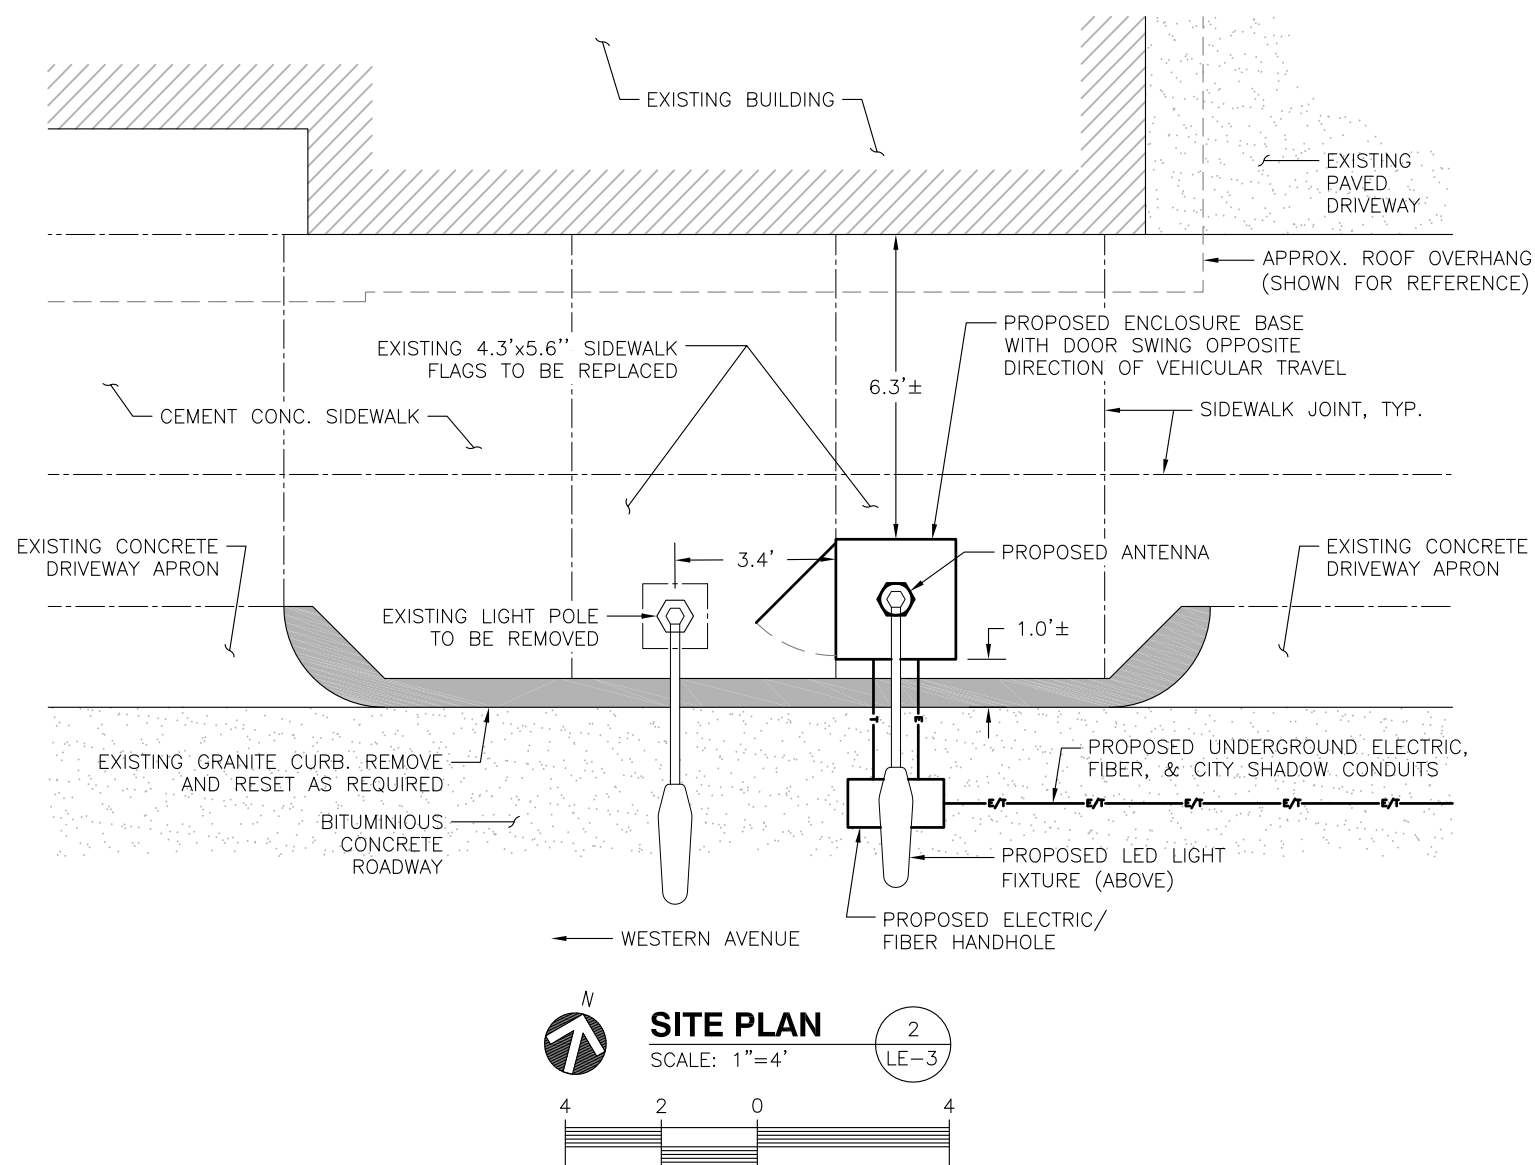 EXISTING BUILDING
EXISTING
PAVED
DRIVEWAY
APPROX. ROOF OVERHANG
(SHOWN FOR REFERENCE)
PROPOSED ENCLOSURE BASE
WITH DOOR SWING OPPOSITE
DIRECTION OF VEHICULAR TRAVEL
EXISTING 4.3'x5.6'' SIDEWALK
FLAGS TO BE REPLACED
6.3'±
CEMENT CONC. SIDEWALK
SIDEWALK JOINT, TYP.
EXISTING CONCRETE
DRIVEWAY APRON
3.4'
PROPOSED ANTENNA
EXISTING CONCRETE
DRIVEWAY APRON
EXISTING LIGHT POLE
TO BE REMOVED
1.0'±
T
E
EXISTING GRANITE CURB. REMOVE
AND RESET AS REQUIRED
PROPOSED UNDERGROUND ELECTRIC,
FIBER, & CITY SHADOW CONDUITS
E/T E/T E/T E/T E/T
BITUMINIOUS
CONCRETE
ROADWAY
PROPOSED LED LIGHT
FIXTURE (ABOVE)
PROPOSED ELECTRIC/
FIBER HANDHOLE
WESTERN AVENUE
N
SITE PLAN
SCALE: 1"=4'
2
LE-3
4 2 0 4